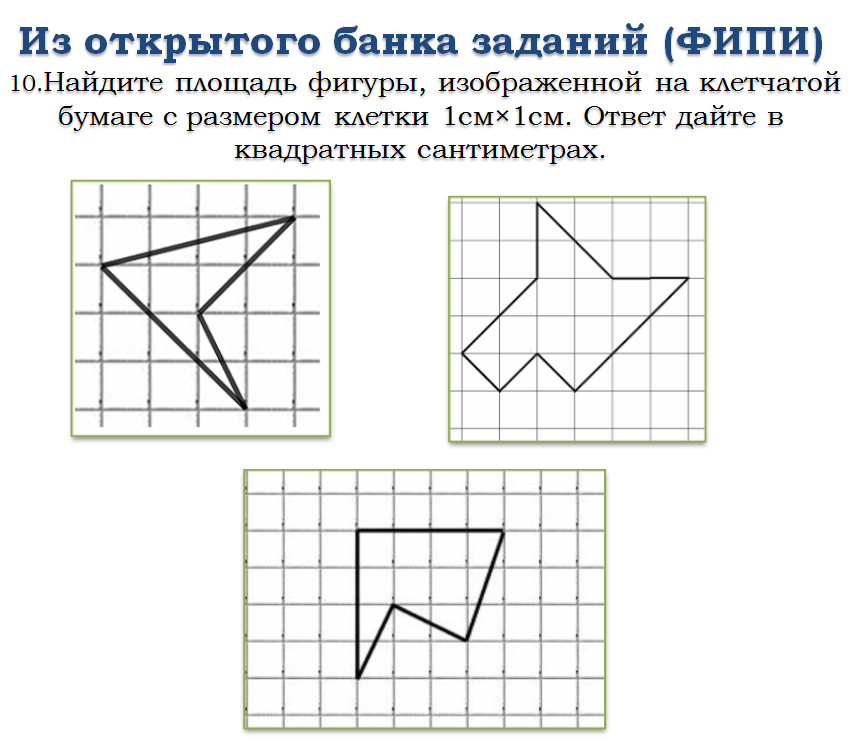 Из открытого банка заданий (ФИПИ)
10.Найдите площадь фигуры, изображенной на клетчатой
бумаге с размером клетки 1см×1см. Ответ дайте в
квадратных сантиметрах.